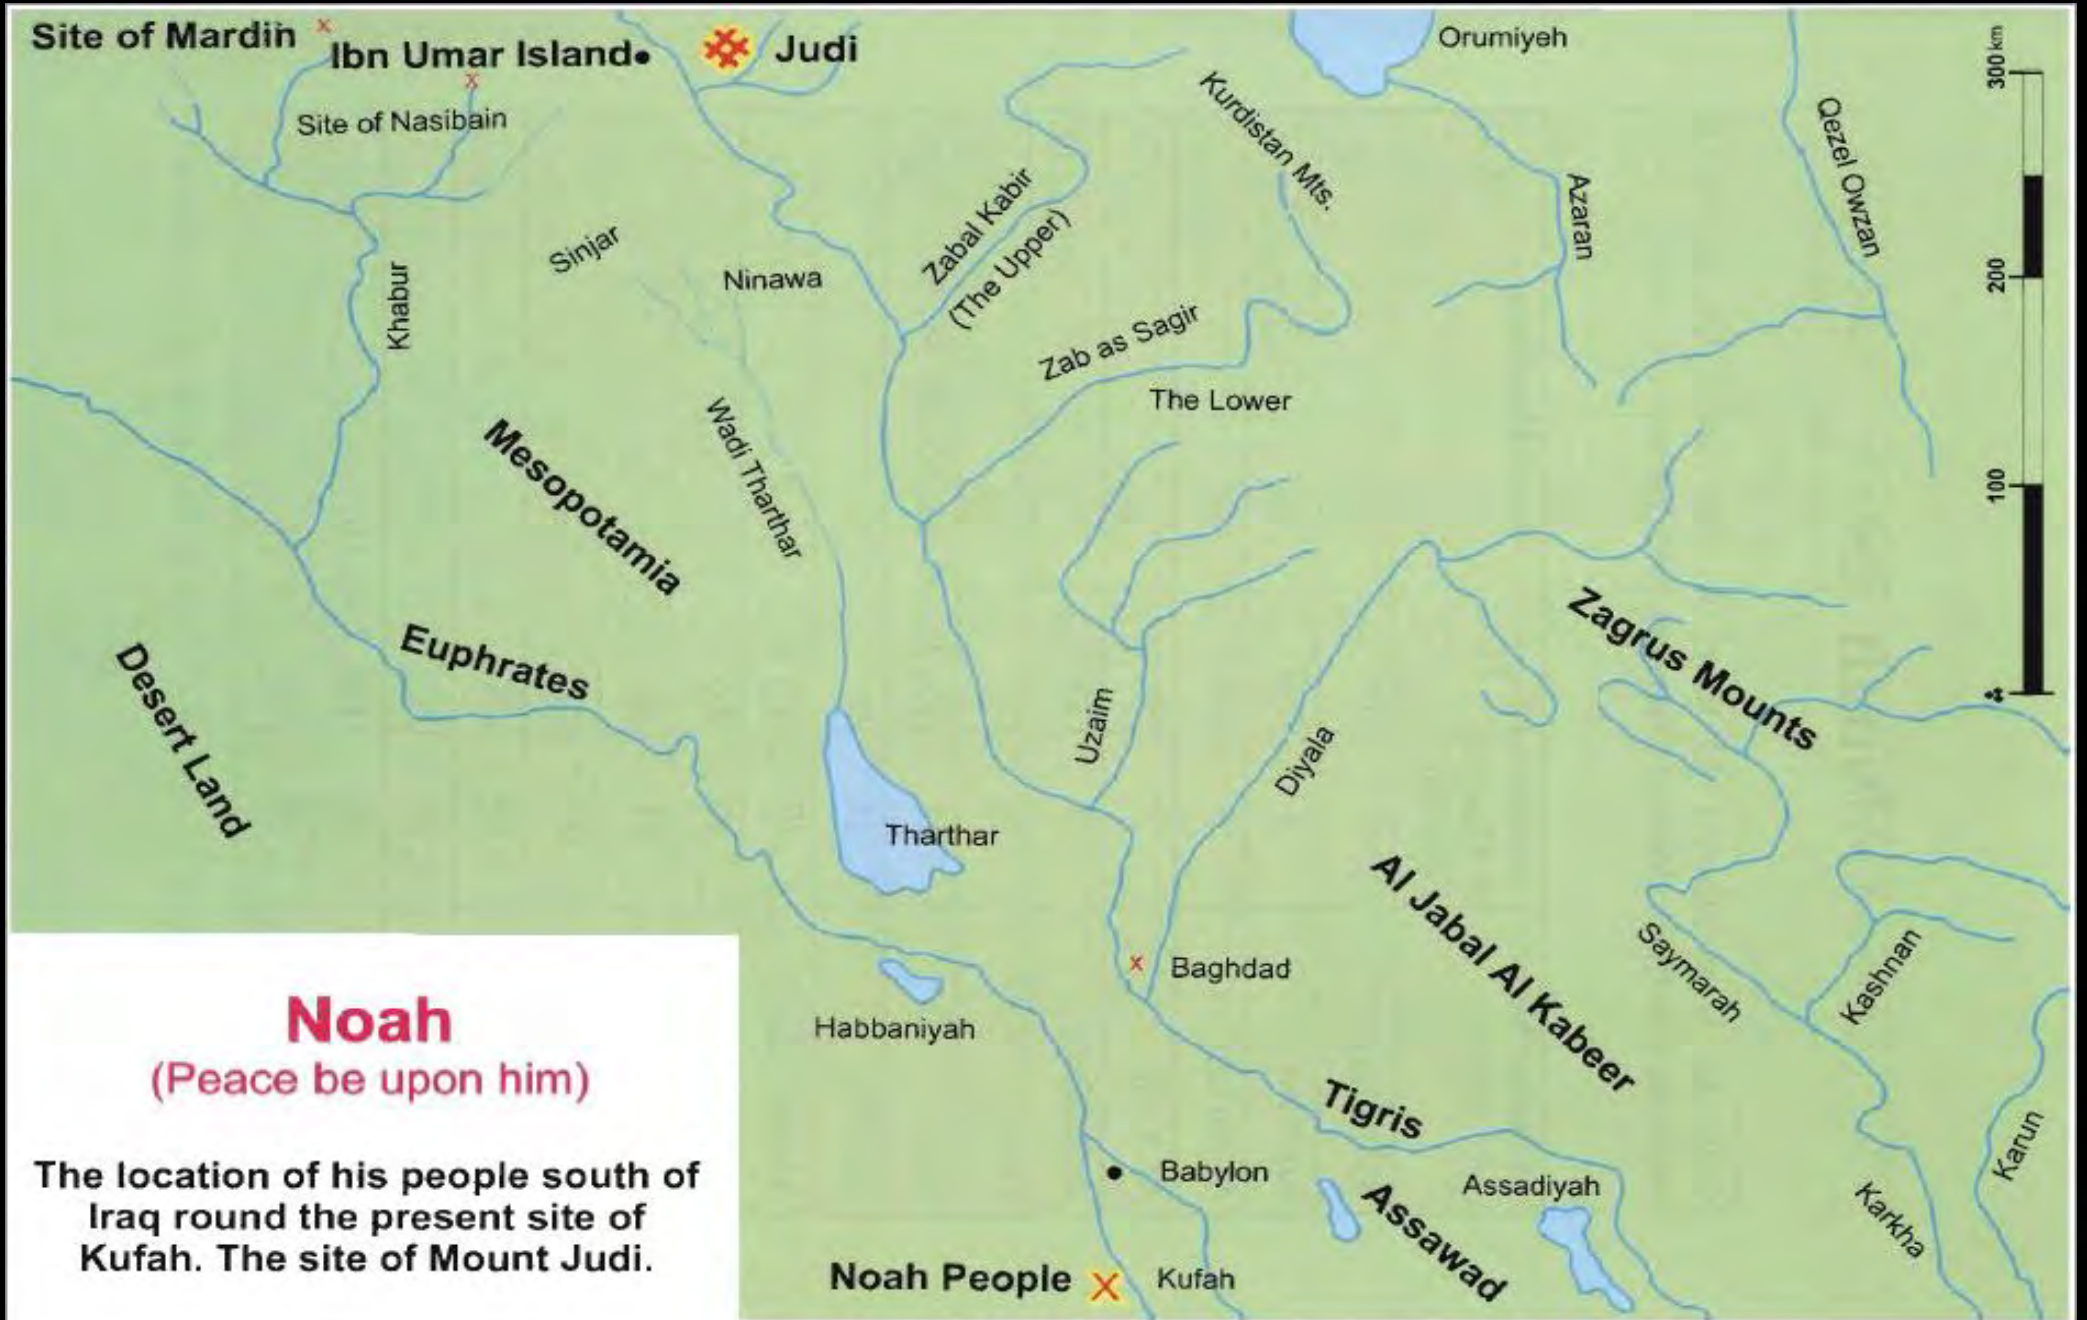 Site of Mardin
Ibn Umar Island
Judi
Orumiyeh
300 km
Site of Nasibain
Kurdistan Mts.
Qezel Owzan
Azaran
Zabal Kabir
(The Upper)
Sinjar
Ninawa
200
Khabur
Zab as Sagir
The Lower
Wadi Tharthar
Mesopotamia
100
Zagrus Mounts
Euphrates
Desert Land
Uzaim
Diyala
Tharthar
Al Jabal Al Kabeer
Saymarah
Kashnan
Baghdad
Habbaniyah
Noah
(Peace be upon him)
The location of his people south of
Iraq round the present site of
Kufah. The site of Mount Judi.
Tigris
Karun
Babylon
Assadiyah
Assawad
Karkha
Noah People
Kufah